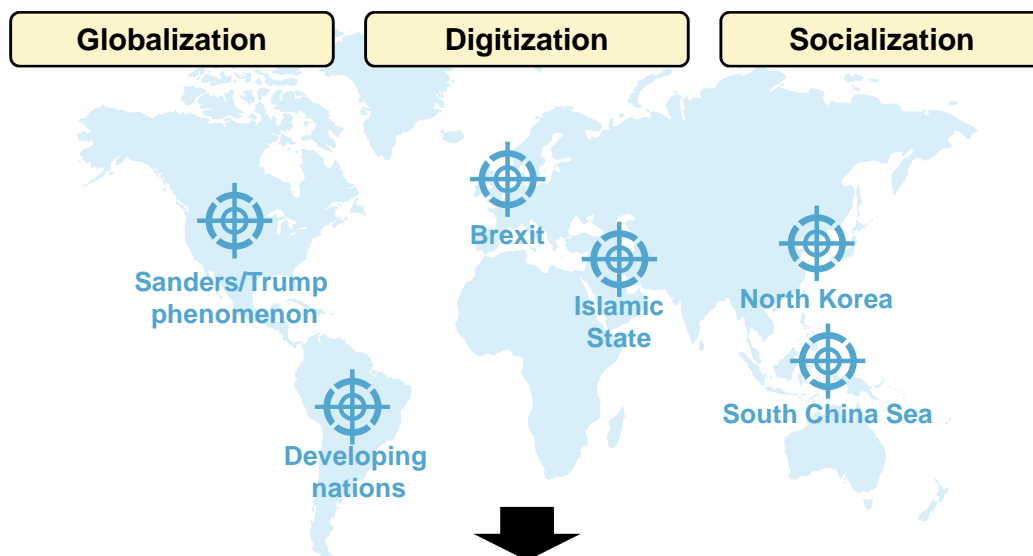 Globalization
Digitization
Socialization
Brexit
Sanders/Trump
phenomenon
Islamic
State
North Korea
South China Sea
Developing
nations